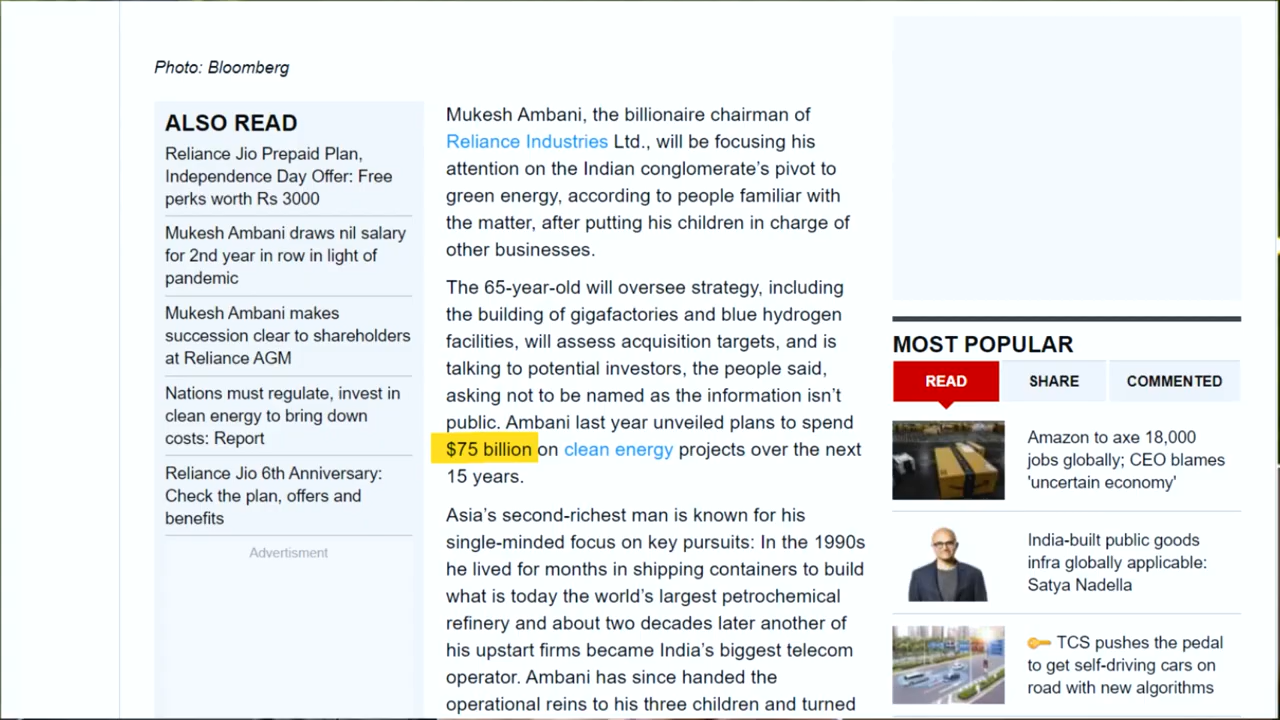 Photo: Bloomberg
ALSO READ
Reliance Jio Prepaid Plan,
Independence Day Offer: Free
perks worth Rs 3000
Mukesh Ambani draws nil salary
for 2nd year in row in light of
pandemic
Mukesh Ambani makes
succession clear to shareholders
at Reliance AGM
Nations must regulate, invest in
clean energy to bring down
costs: Report
Reliance Jio 6th Anniversary:
Check the plan, offers and
benefits
Advertisment
Mukesh Ambani, the billionaire chairman of
Reliance Industries Ltd., will be focusing his
attention on the Indian conglomerate’s pivot to
green energy, according to people familiar with
the matter, after putting his children in charge of
other businesses.
The 65-year-old will oversee strategy, including
the building of gigafactories and blue hydrogen
facilities, will assess acquisition targets, and is
talking to potential investors, the people said,
asking not to be named as the information isn’t
public. Ambani last year unveiled plans to spend
$75 billion on clean energy projects over the next
15 years.
Asia’s second-richest man is known for his
single-minded focus on key pursuits: In the 1990s
he lived for months in shipping containers to build
what is today the world’s largest petrochemical
refinery and about two decades later another of
his upstart firms became India’s biggest telecom
operator. Ambani has since handed the
operational reins to his three children and turned
MOST POPULAR
READ SHARE COMMENTED
Amazon to axe 18,000
jobs globally; CEO blames
'uncertain economy'
India-built public goods
infra globally applicable:
Satya Nadella
TCS pushes the pedal
to get self-driving cars on
road with new algorithms